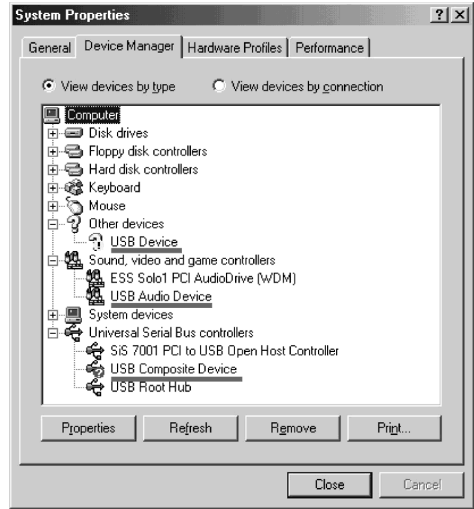 System Properties
General Device Manager Hardware Profiles Performance
View devices by type View devices by connection
Computer
Disk drives
Floppy disk controllers
Hard disk controllers
Keyboard
Mouse
Other devices
USB Device
Sound, video and game controllers
ESS Solo1 PCI AudioDrive (WDM)
USB Audio Device
System devices
Universal Serial Bus controllers
SiS 7001 PCI to USB Open Host Controller
USB Composite Device
USB Root Hub
Properties Refresh Remove Print...
Close Cancel